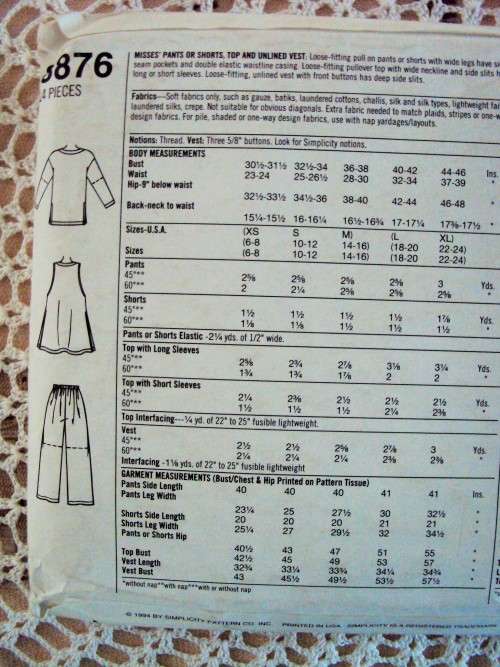 8876
4 PIECES
MISSES' PANTS OR SHORTS, TOP AND UNLINED VEST: Loose-fitting pull on pants or shorts with wide legs have si
seam pockets and double elastic waistline casing. Loose-fitting pullover top with wide neckline and side slits
long or short sleeves. Loose-fitting, unlined vest with front buttons has deep side slits.
Fabrics—Soft fabrics only, such as gauze, batiks, laundered cottons, challis, silk and silk types, lightweight fa
laundered silks, crepe. Not suitable for obvious diagonals. Extra fabric needed to match plaids, stripes or one-w
design fabrics. For pile, shaded or one-way design fabrics, use with nap yardages/layouts.
Notions: Thread. Vest: Three 5/8" buttons. Look for Simplicity notions.
BODY MEASUREMENTS
Bust 30½-31½ 32½-34 36-38 40-42 44-46 Ins.
Waist 23-24 25-26½ 28-30 32-34 37-39 "
Hip-9" below waist
32½-33½ 34½-36 38-40 42-44 46-48 "
Back-neck to waist
15¼-15½ 16-16¼ 16½-16¾ 17-17¼ 17⅜-17½ "
Sizes-U.S.A. (XS S M) (L XL)
(6-8 10-12 14-16) (18-20 22-24)
Sizes (6-8 10-12 14-16) (18-20 22-24)
Pants
45"** 2⅝ 2⅝ 2⅝ 2⅝ 3 Yds.
60"** 2 2¼ 2⅝ 2⅝ 2⅝ "
Shorts
45"** 1½ 1½ 1½ 1½ 1⅞ Yds.
60"** 1⅛ 1⅜ 1½ 1½ 1½ "
Pants or Shorts Elastic -2¼ yds. of 1/2" wide.
Top with Long Sleeves
45"** 2⅝ 2¾ 2⅞ 3⅛ 3¼ Yds.
60"** 1¾ 1¾ 1⅞ 2 2 "
Top with Short Sleeves
45"** 2¼ 2⅜ 2½ 2½ 2½ Yds.
60"** 1½ 1½ 1½ 2¼ 2⅜ "
Top Interfacing—¼ yd. of 22" to 25" fusible lightweight.
Vest
45"** 2½ 2½ 2⅝ 2⅞ 3 Yds.
60"** 2¼ 2¼ 2¼ 2⅜ 2⅜ "
Interfacing -1⅛ yds. of 22" to 25" fusible lightweight
GARMENT MEASUREMENTS (Bust/Chest & Hip Printed on Pattern Tissue)
Pants Side Length 40 40 40 41 41 Ins.
Pants Leg Width
23¼ 25 27½ 30 32½ "
Shorts Side Length 20 20 20 21 21 "
Shorts Leg Width 25¼ 27 29½ 32 34½ "
Pants or Shorts Hip
40½ 43 47 51 55 "
Top Bust 42½ 45 49 53 57 "
Vest Length 32¾ 33¼ 33¾ 34¼ 34¾ "
Vest Bust 43 45½ 49½ 53½ 57½ "
*without nap **with nap ***with or without nap
© 1994 BY SIMPLICITY PATTERN CO. INC. PRINTED IN U.S.A. SIMPLICITY IS A REGISTERED TRADEMARK